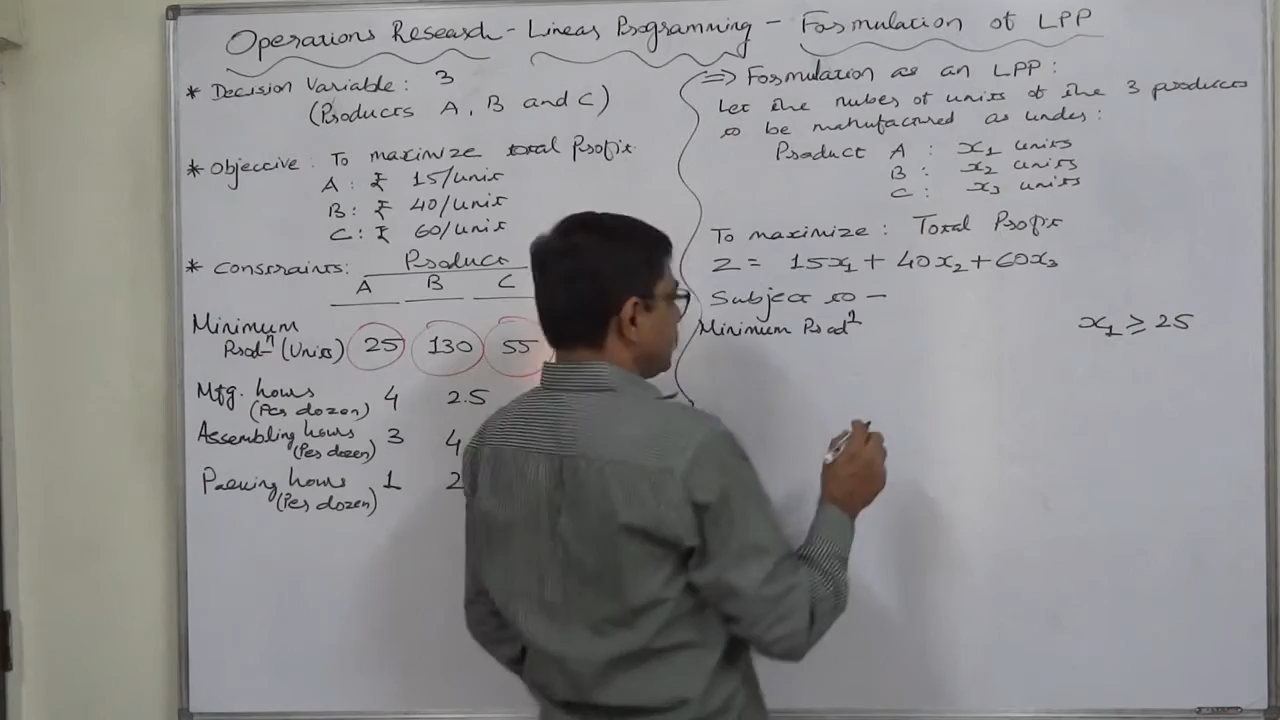 Operations Research - Linear Programming - Formulation of LPP
* Decision Variable: 3
(Products A, B and C)
* Objective: To maximize total Profit
A: ₹ 15/unit
B: ₹ 40/unit
C: ₹ 60/unit
* Constraints: Product
A B C
Minimum
Prodⁿ (Units) 25 130 55
Mfg. hours
(Per dozen) 4 2.5
Assembling hours
(Per dozen) 3 4
Packing hours
(Per dozen) 1 2
⇒ Formulation as an LPP:
Let the nubes of units of the 3 products
to be manufactured as under:
Product A: x₁ units
B: x₂ units
C: x₃ units
To maximize: Total Profit
Z = 15x₁ + 40x₂ + 60x₃
Subject to -
Minimum Prodⁿ x₁ ≥ 25